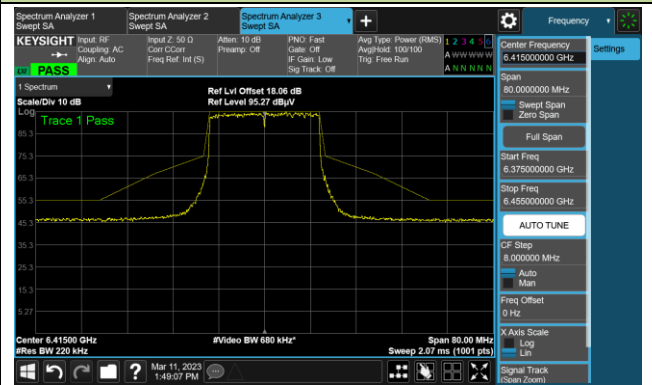 Spectrum Analyzer 1
Swept SA
Spectrum Analyzer 2
Swept SA
Spectrum Analyzer 3
Swept SA
Frequency
KEYSIGHT
Input: RF
Coupling: AC
Align: Auto
Input Z: 50 Ω
Corr CCorr
Freq Ref: Int (S)
Atten: 10 dB
Preamp: Off
PNO: Fast
Gate: Off
IF Gain: Low
Sig Track: Off
Avg Type: Power (RMS)
Avg|Hold: 100/100
Trig: Free Run
1 2 3 4 5 6
A W W W W W
A N N N N N
PASS
1 Spectrum
Scale/Div 10 dB
Log
Ref Lvl Offset 18.06 dB
Ref Level 95.27 dBµV
Trace 1 Pass
85.3
75.3
65.3
55.3
45.3
35.3
25.3
15.3
5.27
Center 6.41500 GHz
#Res BW 220 kHz
#Video BW 680 kHz*
Span 80.00 MHz
Sweep 2.07 ms (1001 pts)
Center Frequency
6.415000000 GHz
Settings
Span
80.0000000 MHz
Swept Span
Zero Span
Full Span
Start Freq
6.375000000 GHz
Stop Freq
6.455000000 GHz
AUTO TUNE
CF Step
8.000000 MHz
Auto
Man
Freq Offset
0 Hz
X Axis Scale
Log
Lin
Signal Track
(Span Zoom)
Mar 11, 2023
1:49:07 PM